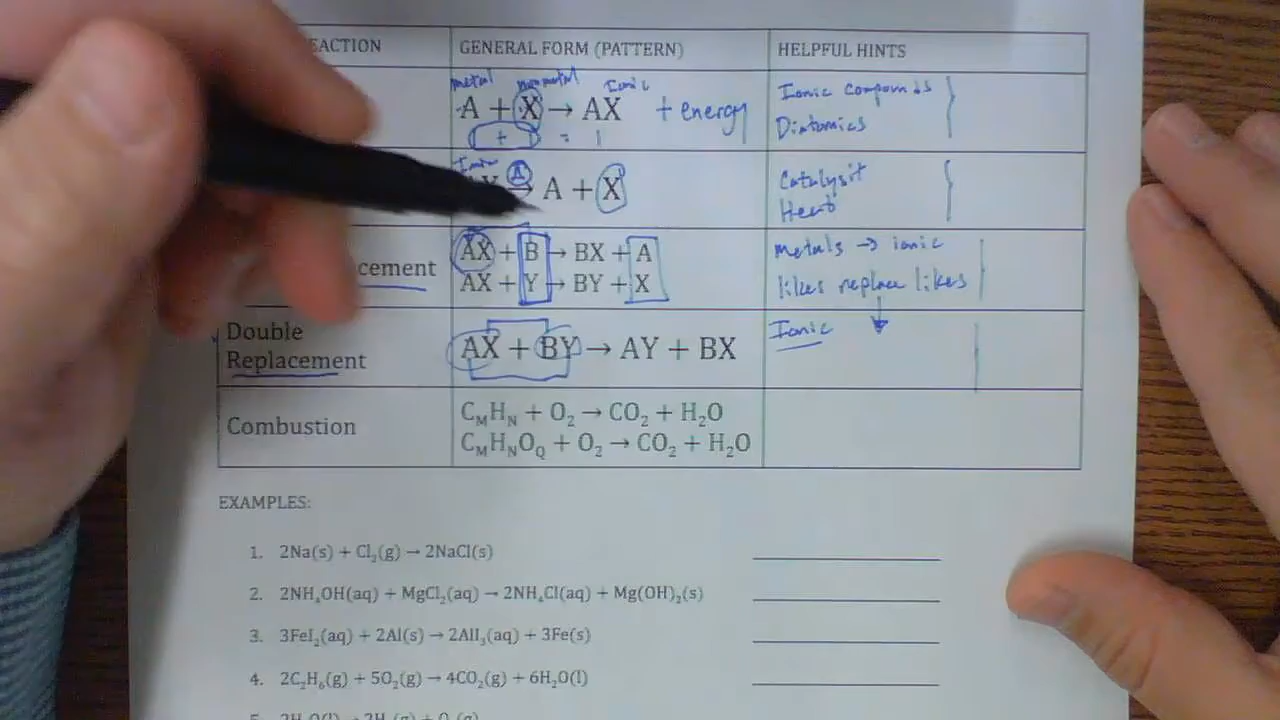 EACTION GENERAL FORM (PATTERN) HELPFUL HINTS
metal nonmetal Ionic
A + X → AX + energy
+ = 1
Ionic compounds
Diatomics
A + X
Catalysit
Heat
cement
AX + B → BX + A
AX + Y → BY + X
metals → ionic
likes replace likes
Double
Replacement
AX + BY → AY + BX
Ionic
Combustion
CₘHₙ + O₂ → CO₂ + H₂O
CₘHₙO_Q + O₂ → CO₂ + H₂O
EXAMPLES:
1. 2Na(s) + Cl₂(g) → 2NaCl(s)
2. 2NH₄OH(aq) + MgCl₂(aq) → 2NH₄Cl(aq) + Mg(OH)₂(s)
3. 3FeI₂(aq) + 2Al(s) → 2AlI₃(aq) + 3Fe(s)
4. 2C₂H₆(g) + 5O₂(g) → 4CO₂(g) + 6H₂O(l)